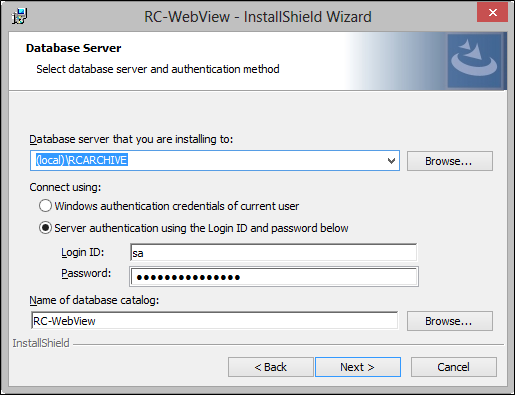 RC-WebView - InstallShield Wizard
Database Server
Select database server and authentication method
Database server that you are installing to:
(local)\RCARCHIVE
Browse...
Connect using:
Windows authentication credentials of current user
Server authentication using the Login ID and password below
Login ID:
sa
Password:
●●●●●●●●●●●●●●●
Name of database catalog:
RC-WebView
Browse...
InstallShield
< Back
Next >
Cancel